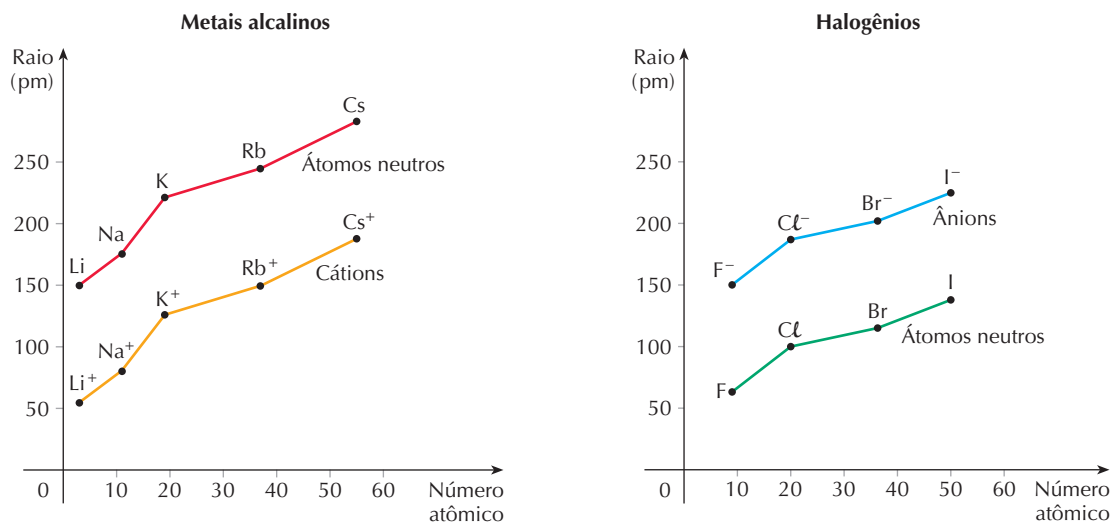 Metais alcalinos
Raio
(pm)
250
200
150
100
50
0
10
20
30
40
50
60
Número
atômico
Li
Na
K
Rb
Cs
Átomos neutros
Li⁺
Na⁺
K⁺
Rb⁺
Cs⁺
Cátions
Halogênios
Raio
(pm)
250
200
150
100
50
0
10
20
30
40
50
60
Número
atômico
F⁻
Cℓ⁻
Br⁻
I⁻
Ânions
F
Cℓ
Br
I
Átomos neutros